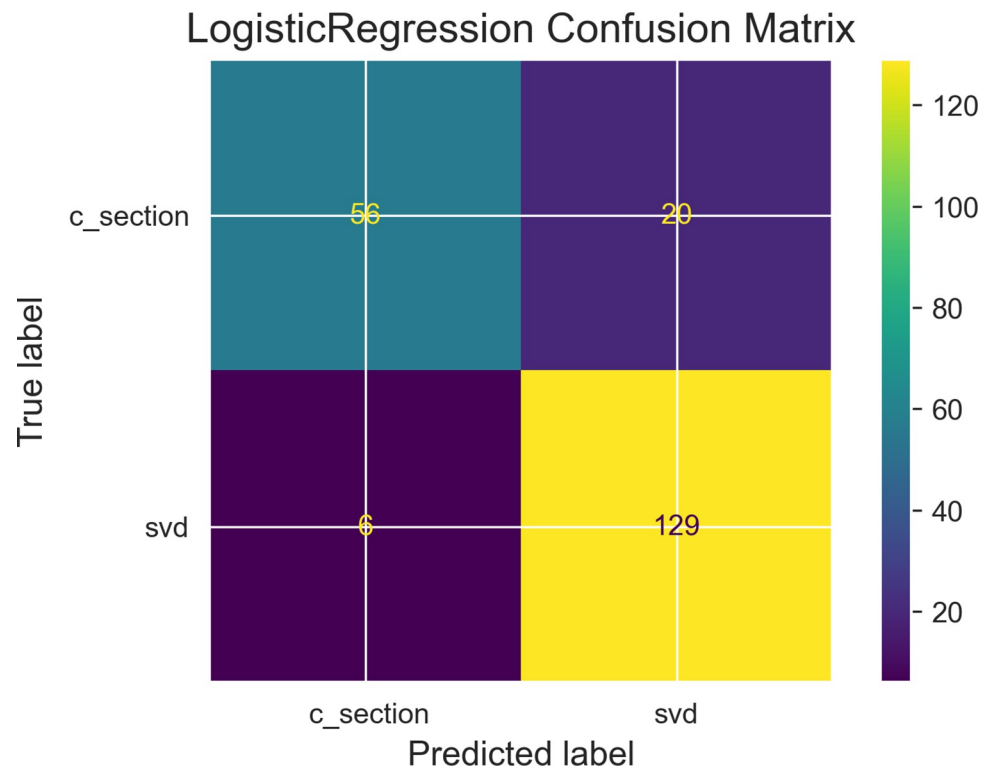 LogisticRegression Confusion Matrix
True label
c_section
56
20
svd
6
129
c_section
svd
Predicted label
120
100
80
60
40
20